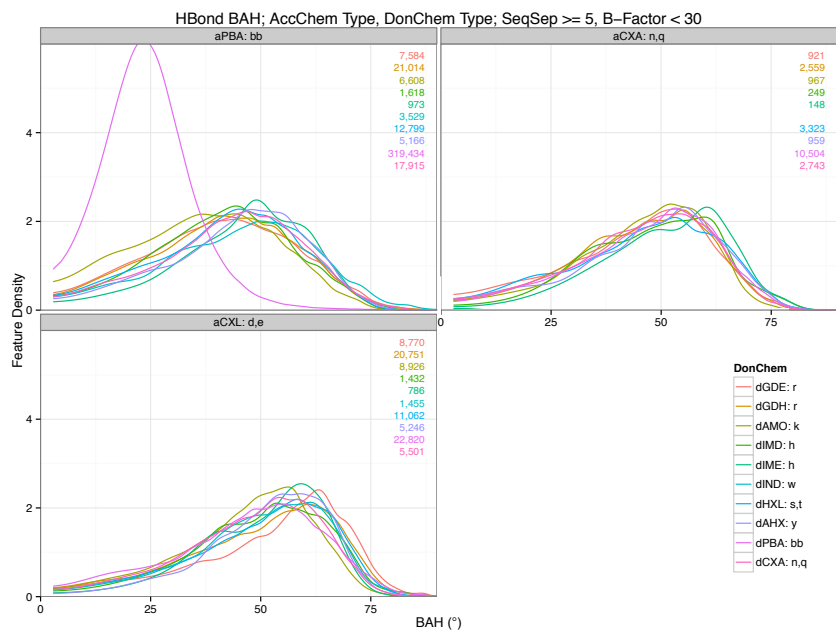 HBond BAH; AccChem Type, DonChem Type; SeqSep >= 5, B−Factor < 30
aPBA: bb
7,584
21,014
6,608
1,618
973
3,529
12,799
5,166
319,434
17,915
aCXA: n,q
921
2,559
967
249
148
3,323
959
10,504
2,743
4
2
0
0
25
50
75
aCXL: d,e
8,770
20,751
8,926
1,432
786
1,455
11,062
5,246
22,820
5,501
4
2
0
0
25
50
75
Feature Density
BAH (°)
DonChem
dGDE: r
dGDH: r
dAMO: k
dIMD: h
dIME: h
dIND: w
dHXL: s,t
dAHX: y
dPBA: bb
dCXA: n,q